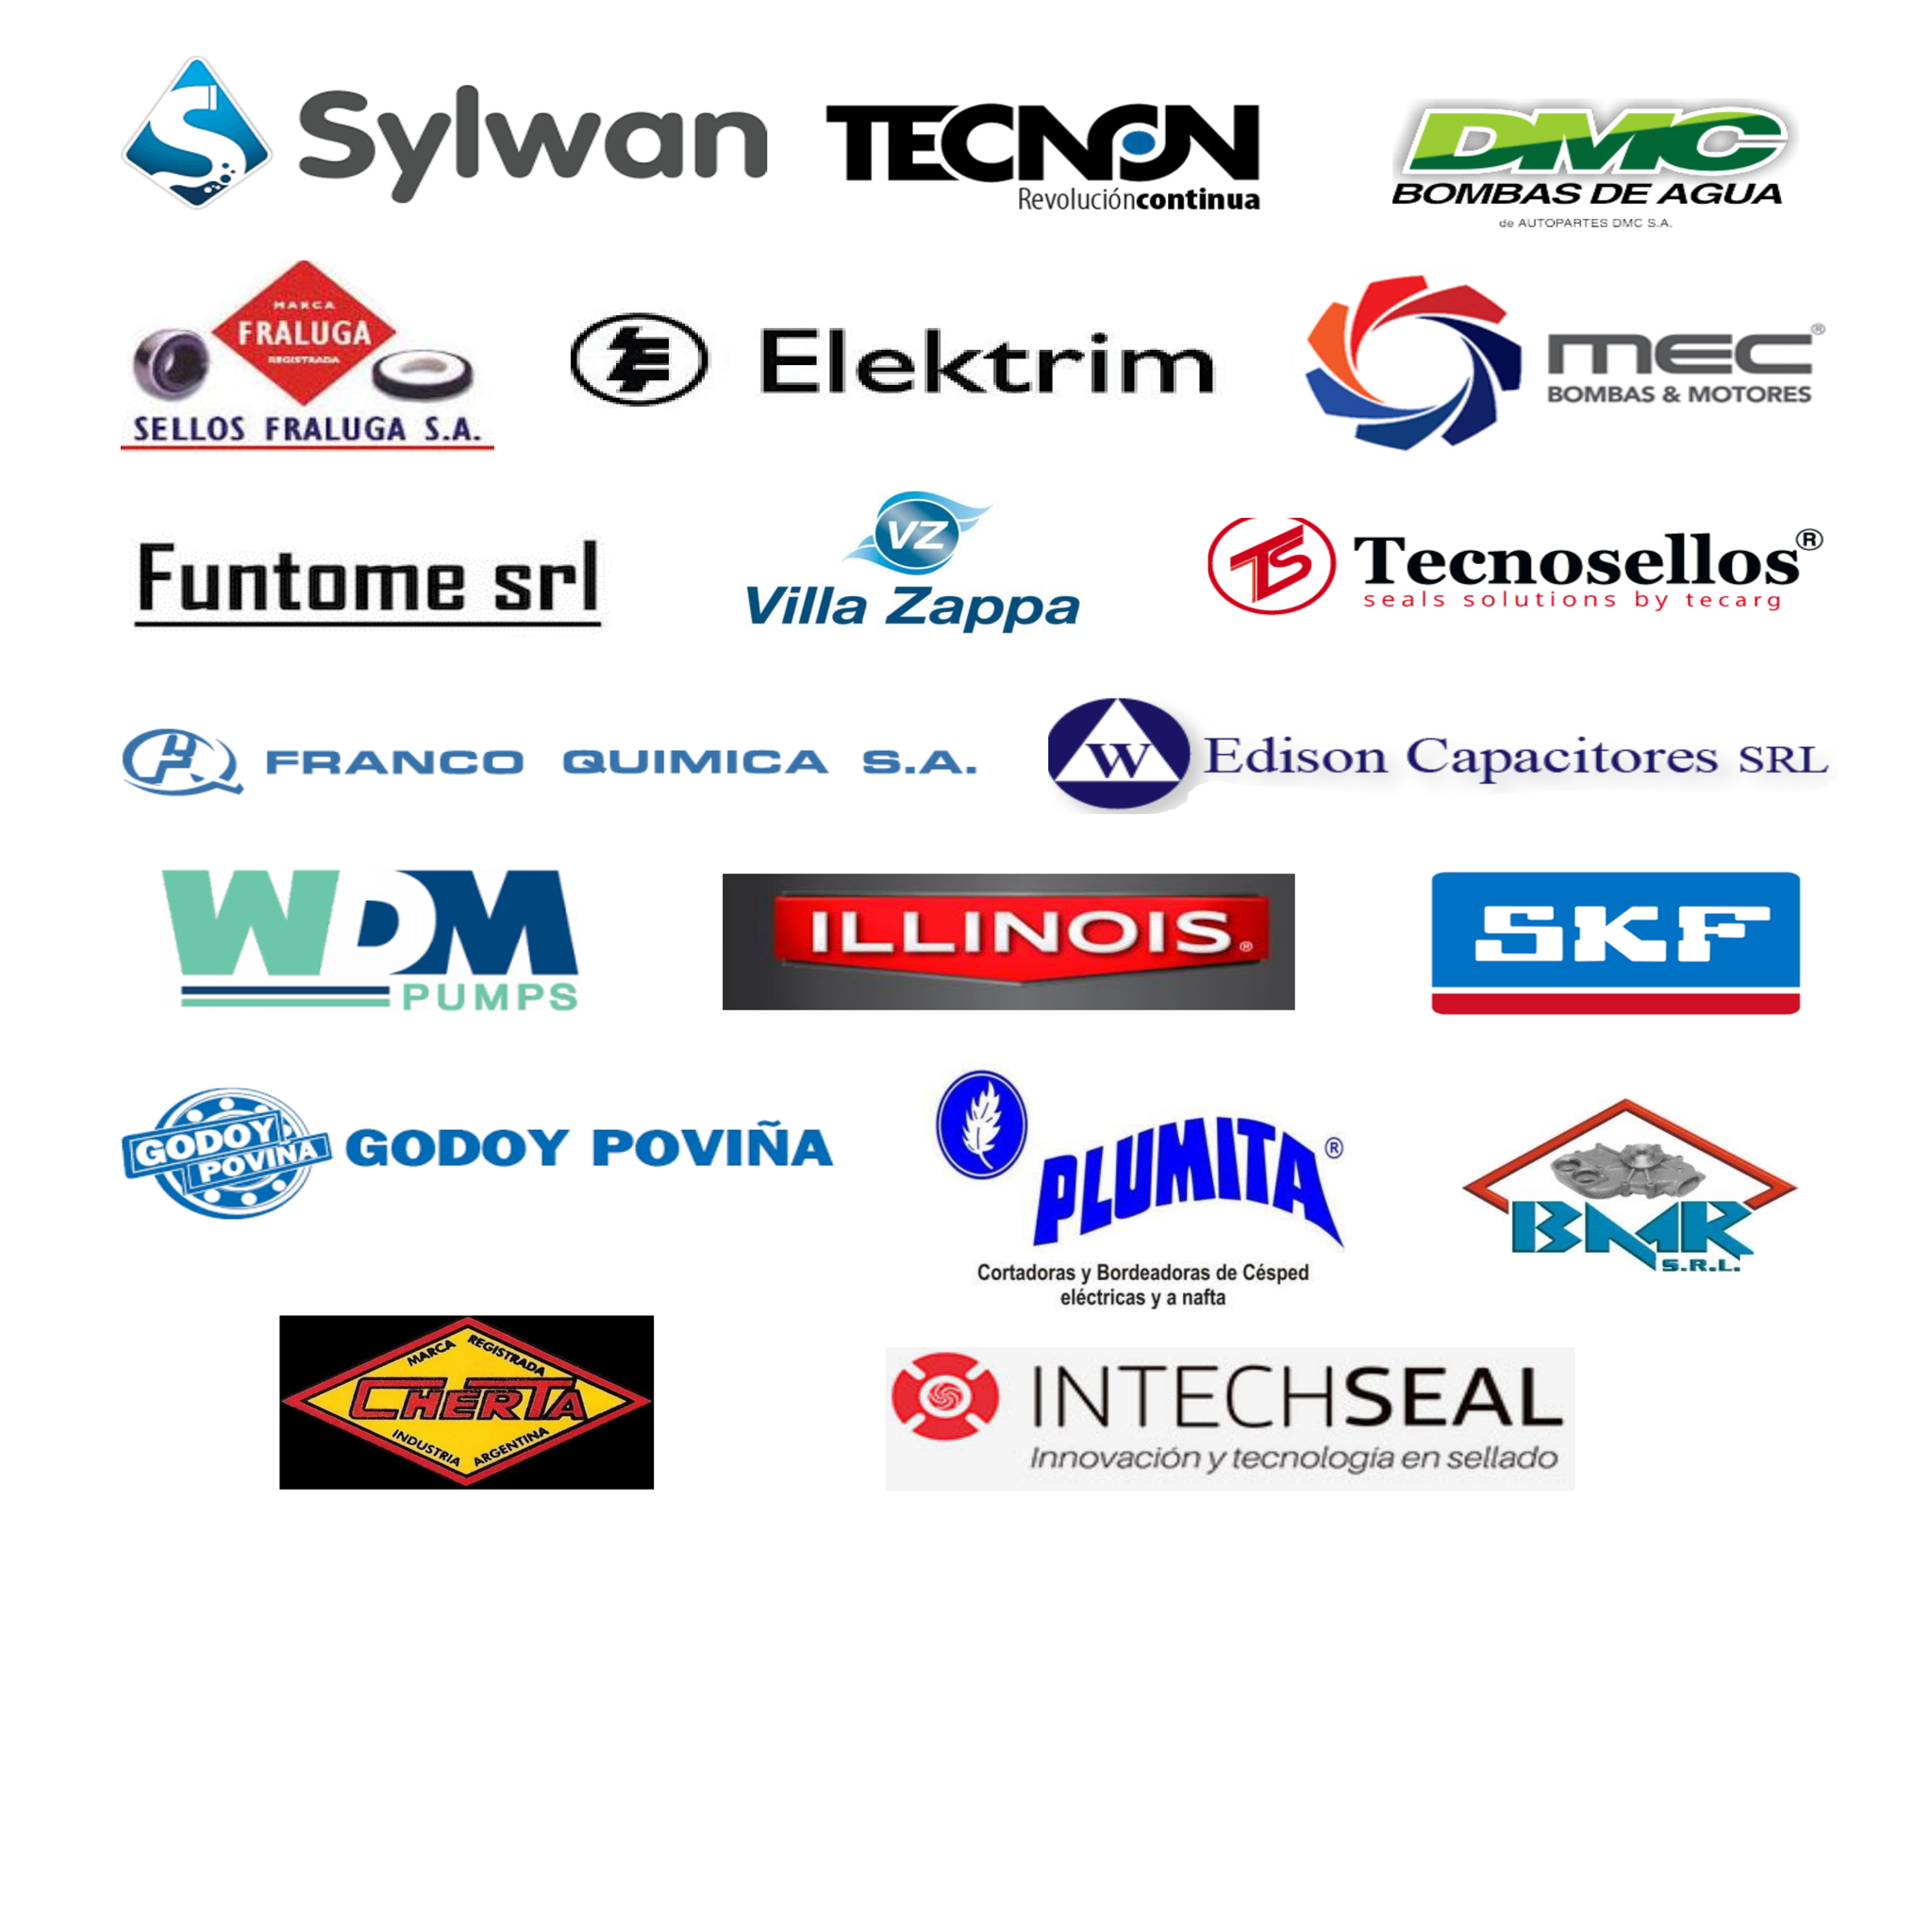 S Sylwan
TECNON
Revolucióncontinua
DMC
BOMBAS DE AGUA
de AUTOPARTES DMC S.A.
MARCA
FRALUGA
REGISTRADA
SELLOS FRALUGA S.A.
Elektrim
MEC®
BOMBAS & MOTORES
Funtome srl
VZ
Villa Zappa
TS Tecnosellos®
seals solutions by tecarg
FRANCO QUIMICA S.A.
W Edison Capacitores SRL
WDM
PUMPS
ILLINOIS®
SKF
GODOY
POVIÑA
GODOY POVIÑA
PLUMITA®
Cortadoras y Bordeadoras de Césped
eléctricas y a nafta
BMR
S.R.L.
MARCA REGISTRADA
CHERTA
INDUSTRIA ARGENTINA
INTECHSEAL
Innovación y tecnología en sellado